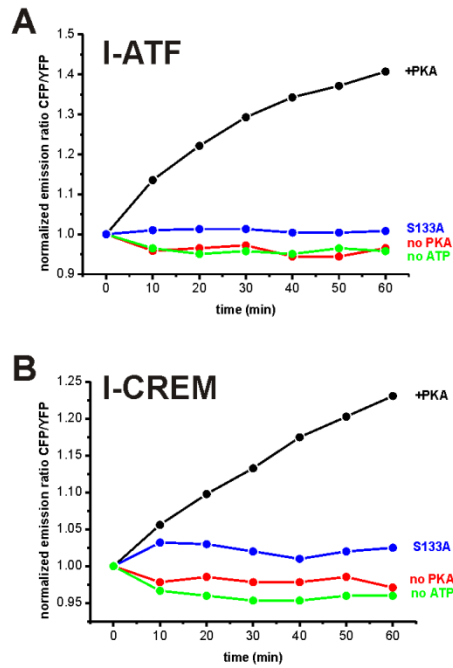 A
I-ATF
normalized emission ratio CFP/YFP
1.5
1.4
1.3
1.2
1.1
1.0
0.9
+PKA
S133A
no PKA
no ATP
0 10 20 30 40 50 60
time (min)
B
I-CREM
normalized emission ratio CFP/YFP
1.25
1.20
1.15
1.10
1.05
1.00
0.95
+PKA
S133A
no PKA
no ATP
0 10 20 30 40 50 60
time (min)